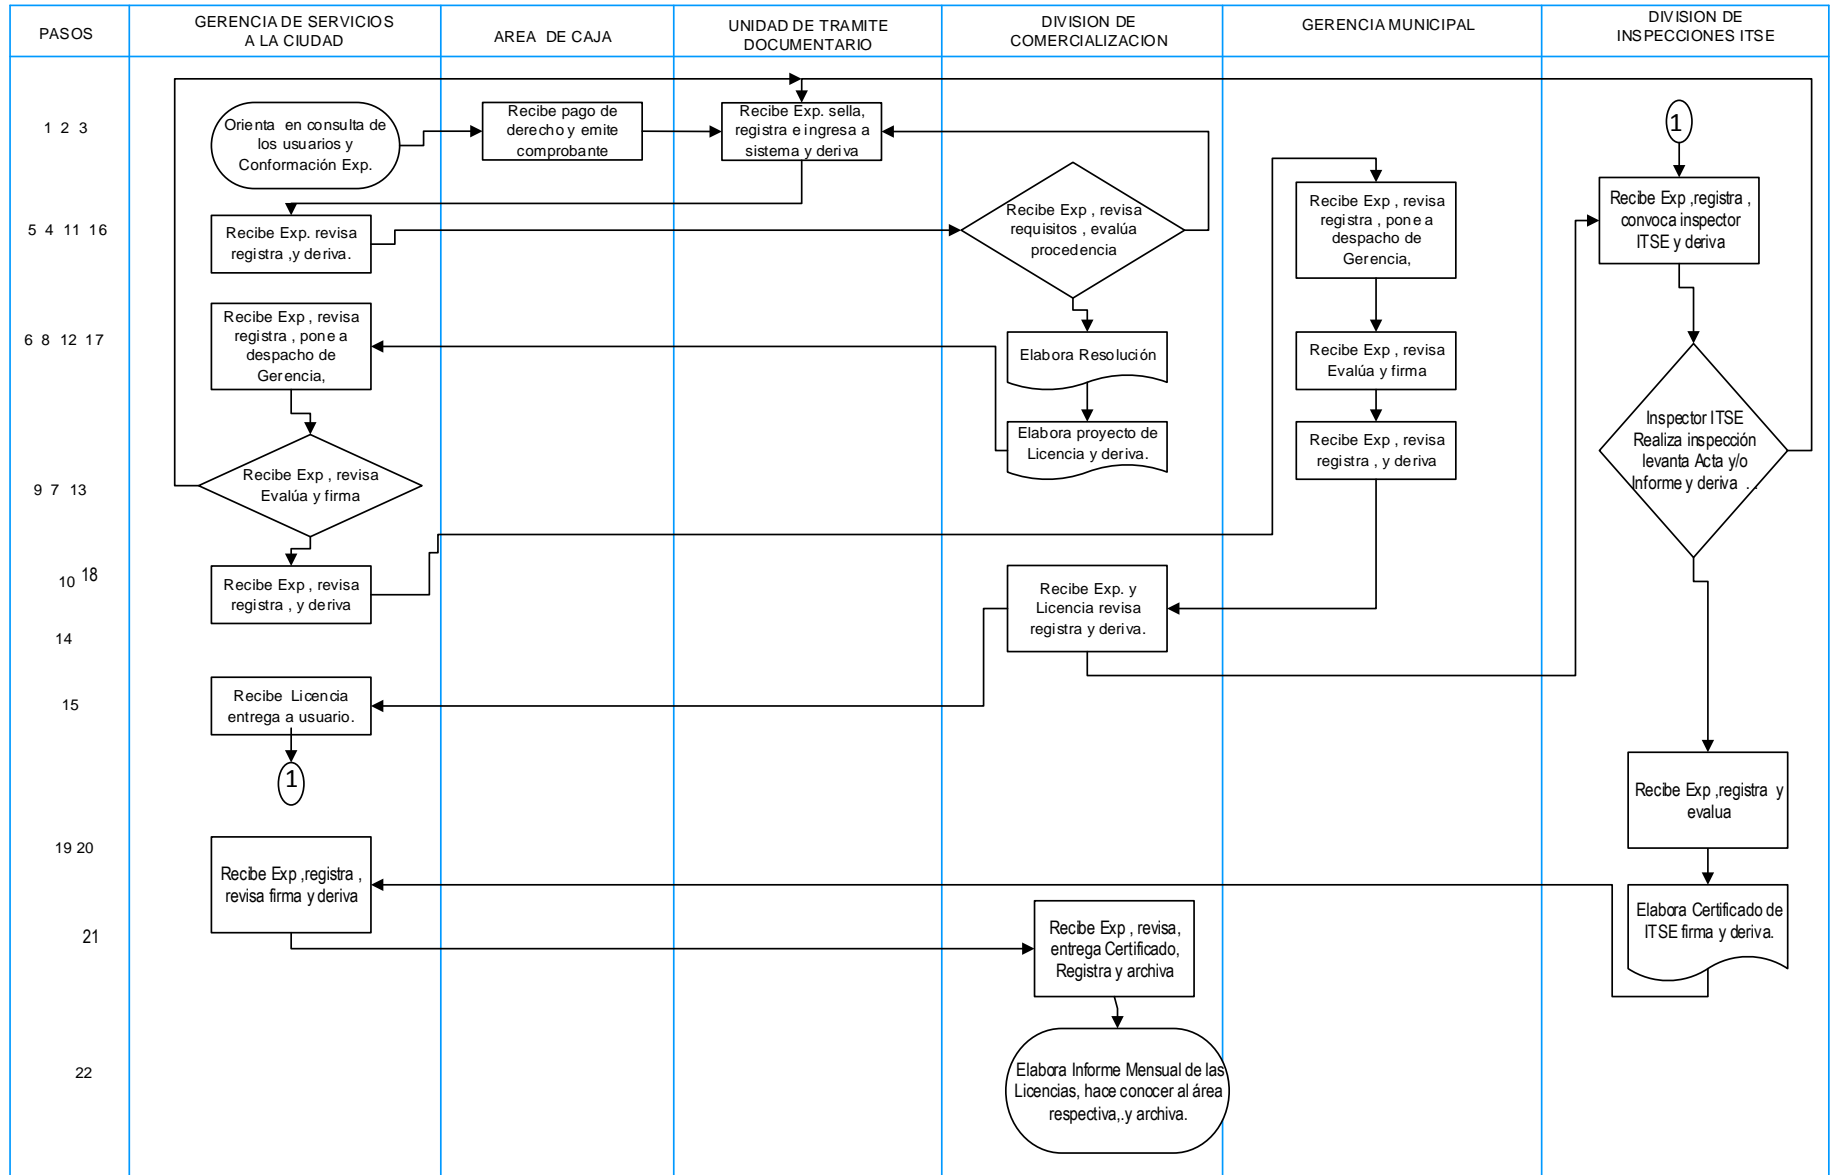 PASOS
GERENCIA DE SERVICIOS
A LA CIUDAD
AREA DE CAJA
UNIDAD DE TRAMITE
DOCUMENTARIO
DIVISION DE
COMERCIALIZACION
GERENCIA MUNICIPAL
DIVISION DE
INSPECCIONES ITSE
1 2 3
Orienta en consulta de
los usuarios y
Conformación Exp.
Recibe pago de
derecho y emite
comprobante
Recibe Exp. sella,
registra e ingresa a
sistema y deriva
1
5 4 11 16
Recibe Exp. revisa
registra ,y deriva.
Recibe Exp , revisa
requisitos , evalúa
procedencia
Recibe Exp , revisa
registra , pone a
despacho de
Gerencia,
Recibe Exp ,registra ,
convoca inspector
ITSE y deriva
6 8 12 17
Recibe Exp , revisa
registra , pone a
despacho de
Gerencia,
Elabora Resolución
Recibe Exp , revisa
Evalúa y firma
9 7 13
Recibe Exp , revisa
Evalúa y firma
Elabora proyecto de
Licencia y deriva.
Recibe Exp , revisa
registra , y deriva
Inspector ITSE
Realiza inspección
levanta Acta y/o
Informe y deriva . .
10 18
Recibe Exp , revisa
registra , y deriva
Recibe Exp. y
Licencia revisa
registra y deriva.
14
15
Recibe Licencia
entrega a usuario.
1
Recibe Exp ,registra y
evalua
19 20
Recibe Exp ,registra ,
revisa firma y deriva
Elabora Certificado de
ITSE firma y deriva.
21
Recibe Exp , revisa,
entrega Certificado,
Registra y archiva
22
Elabora Informe Mensual de las
Licencias, hace conocer al área
respectiva,.y archiva.